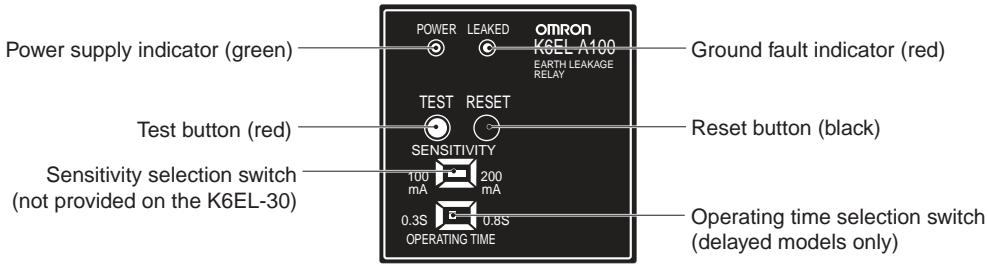 POWER LEAKED OMRON
K6EL-A100
EARTH LEAKAGE
RELAY
Power supply indicator (green)
Ground fault indicator (red)
TEST RESET
Test button (red)
Reset button (black)
SENSITIVITY
Sensitivity selection switch
(not provided on the K6EL-30)
100
mA
200
mA
0.3S 0.8S
Operating time selection switch
(delayed models only)
OPERATING TIME